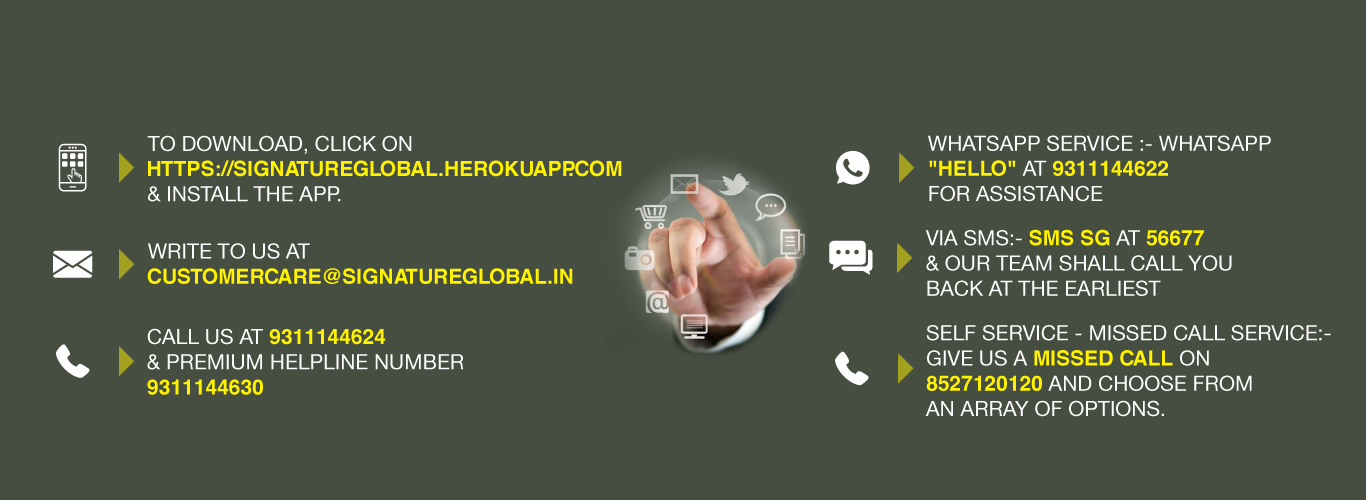 TO DOWNLOAD, CLICK ON
HTTPS://SIGNATUREGLOBAL.HEROKUAPP.COM
& INSTALL THE APP.
WRITE TO US AT
CUSTOMERCARE@SIGNATUREGLOBAL.IN
CALL US AT 9311144624
& PREMIUM HELPLINE NUMBER
9311144630
WHATSAPP SERVICE :- WHATSAPP
"HELLO" AT 9311144622
FOR ASSISTANCE
VIA SMS:- SMS SG AT 56677
& OUR TEAM SHALL CALL YOU
BACK AT THE EARLIEST
SELF SERVICE - MISSED CALL SERVICE:-
GIVE US A MISSED CALL ON
8527120120 AND CHOOSE FROM
AN ARRAY OF OPTIONS.